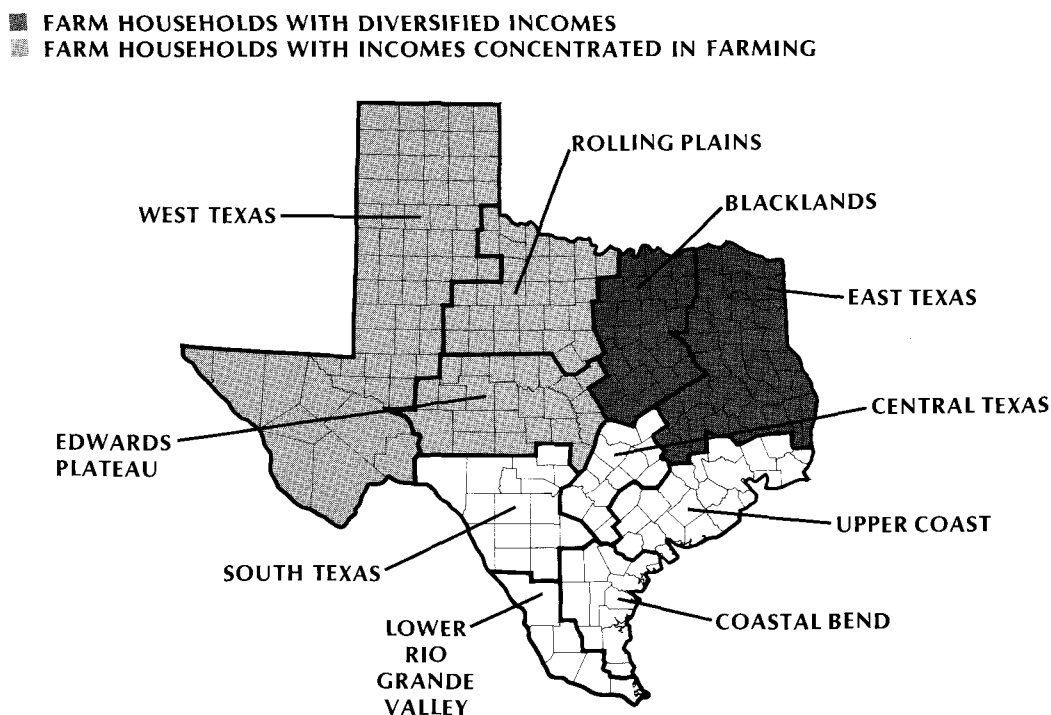 FARM HOUSEHOLDS WITH DIVERSIFIED INCOMES
FARM HOUSEHOLDS WITH INCOMES CONCENTRATED IN FARMING
ROLLING PLAINS
BLACKLANDS
WEST TEXAS
EAST TEXAS
CENTRAL TEXAS
EDWARDS
PLATEAU
UPPER COAST
SOUTH TEXAS
COASTAL BEND
LOWER
RIO
GRANDE
VALLEY